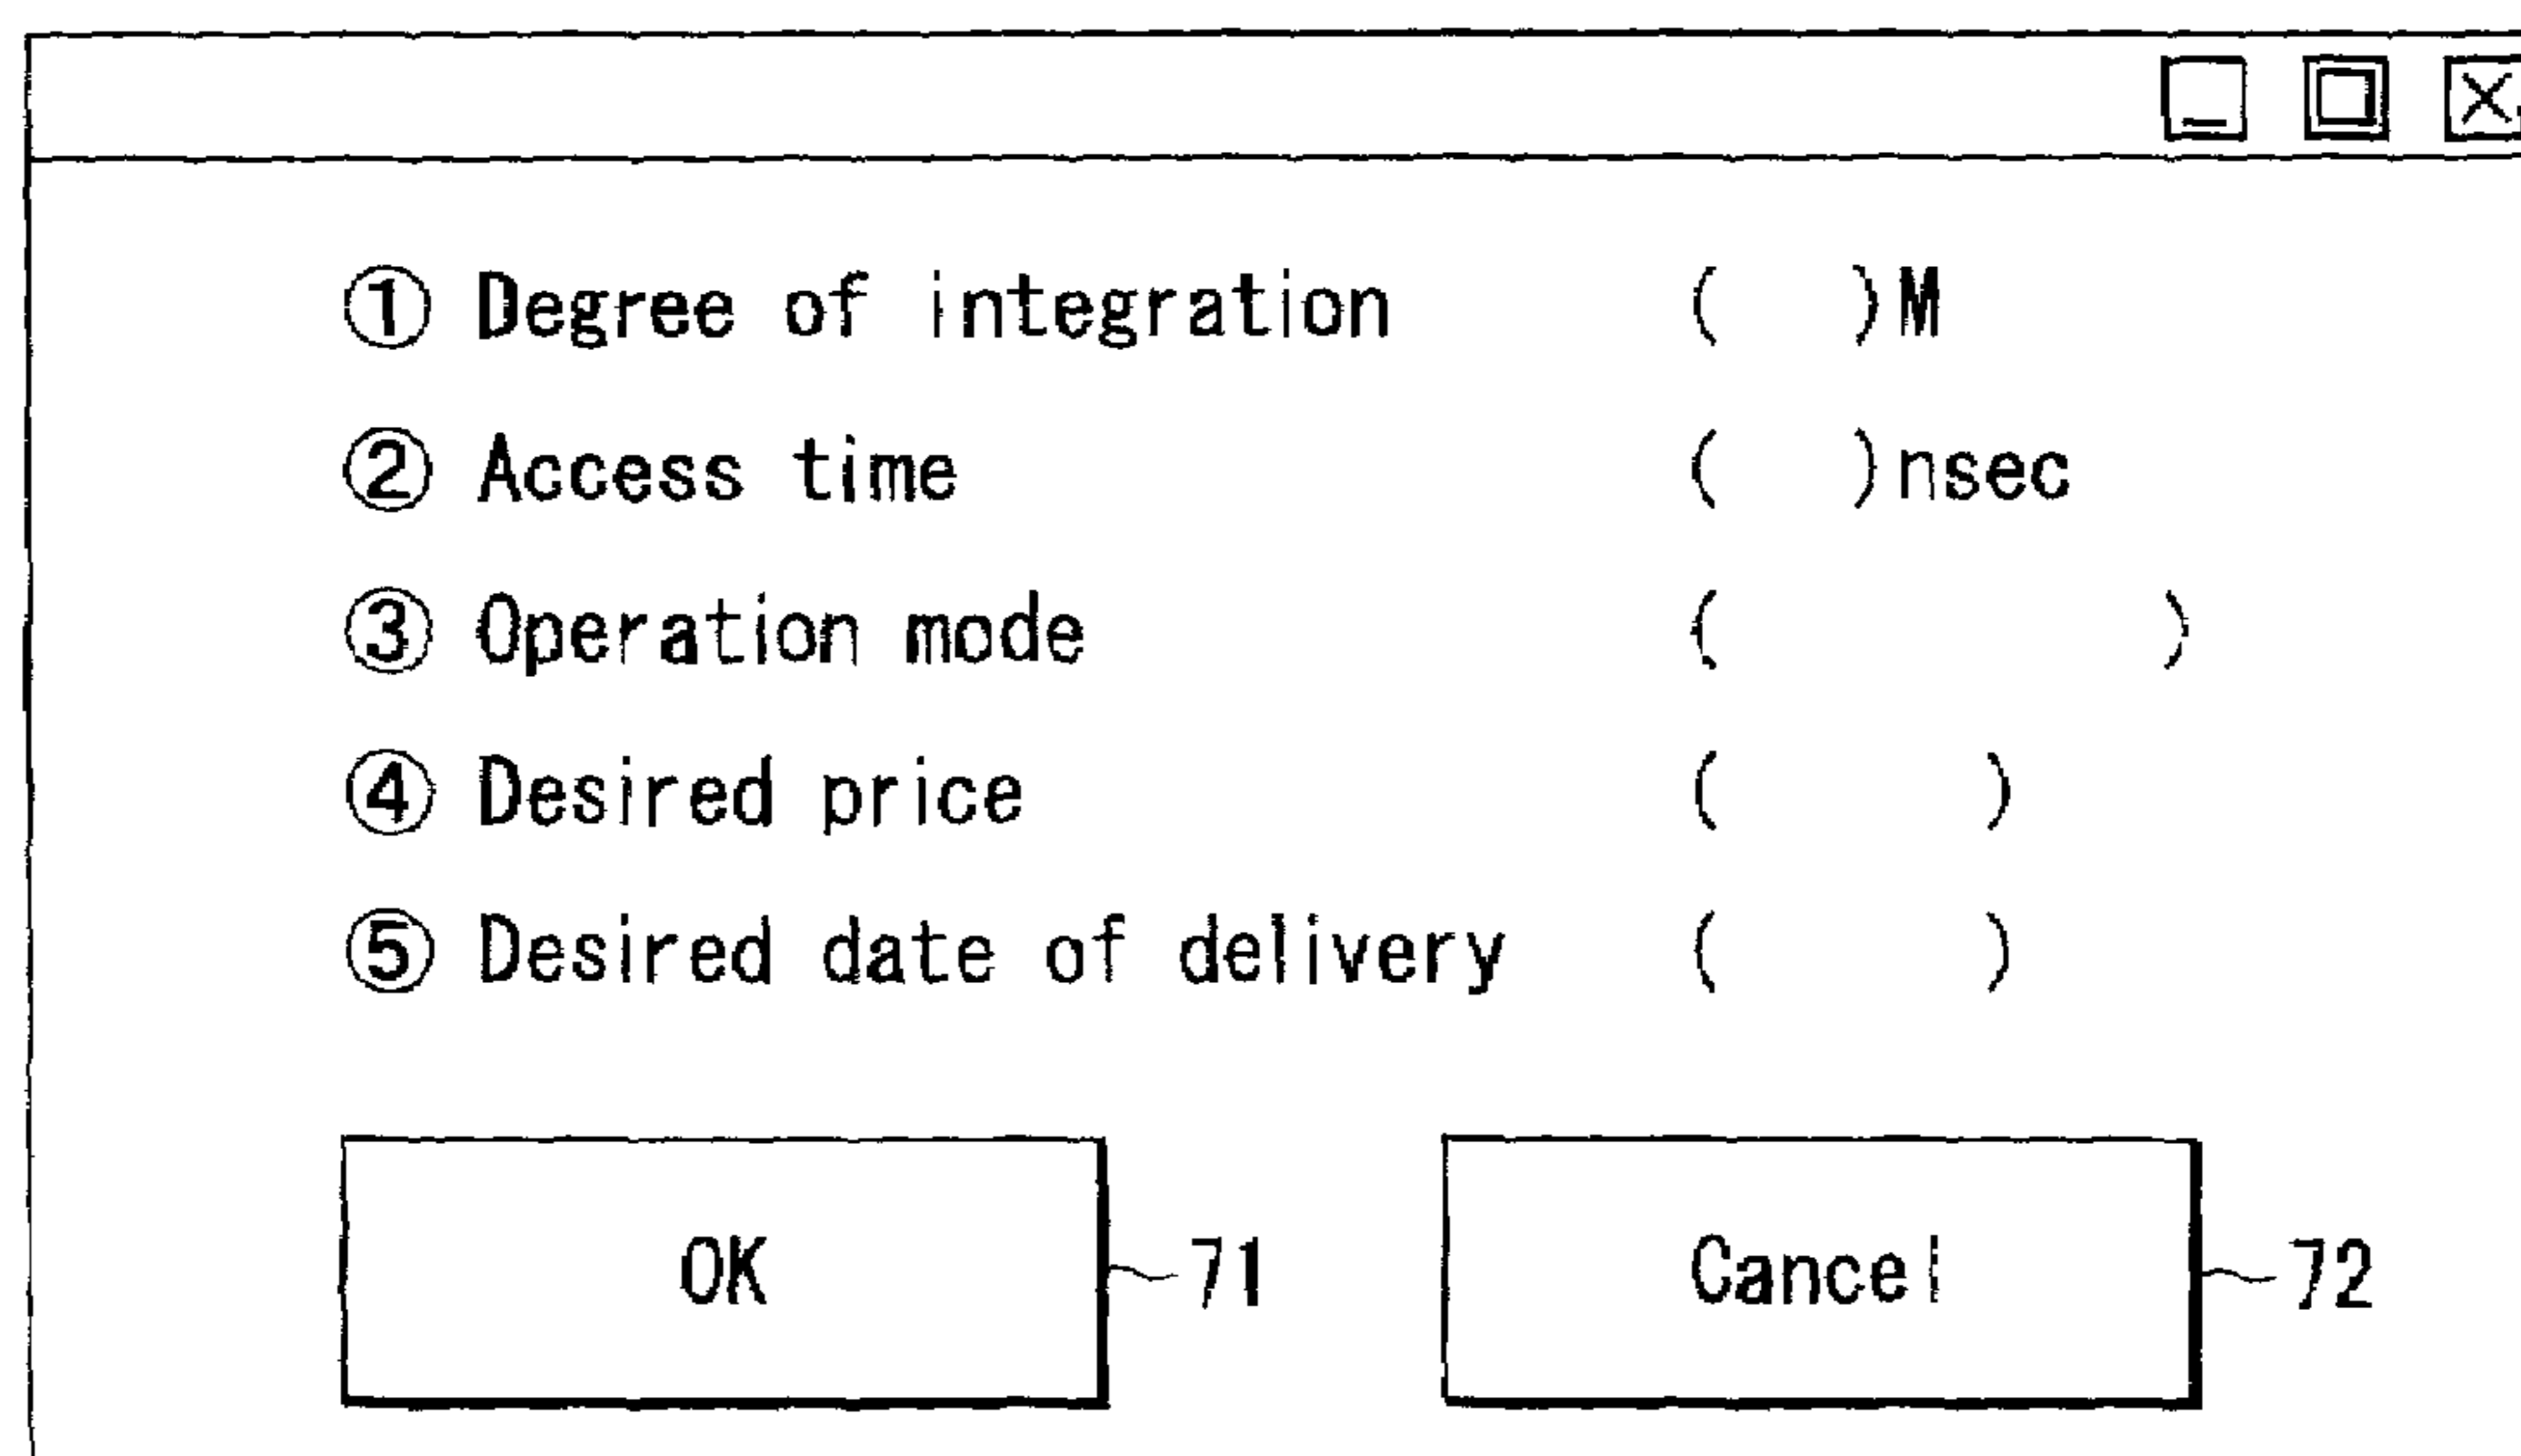 ① Degree of integration ( )M
② Access time ( )nsec
③ Operation mode ( )
④ Desired price ( )
⑤ Desired date of delivery ( )
OK 71 Cancel 72